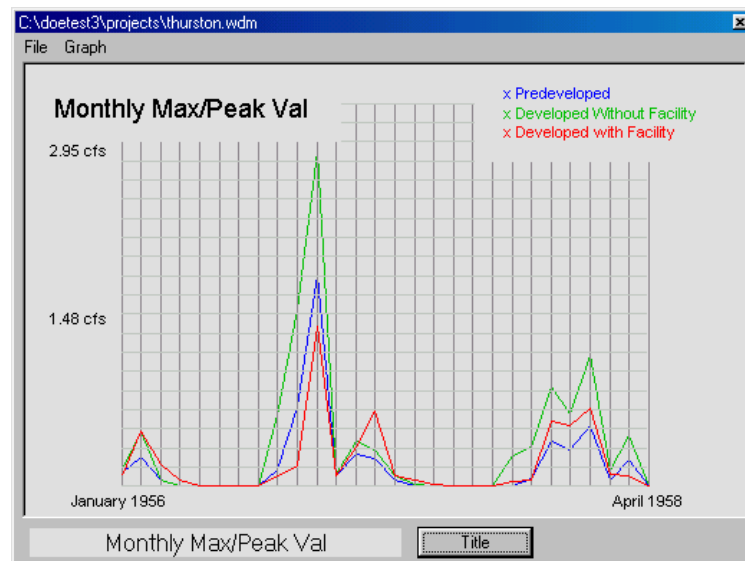 C:\doetest3\projects\thurston.wdm
File Graph
Monthly Max/Peak Val
x Predeveloped
x Developed Without Facility
x Developed with Facility
2.95 cfs
1.48 cfs
January 1956
April 1958
Monthly Max/Peak Val
Title